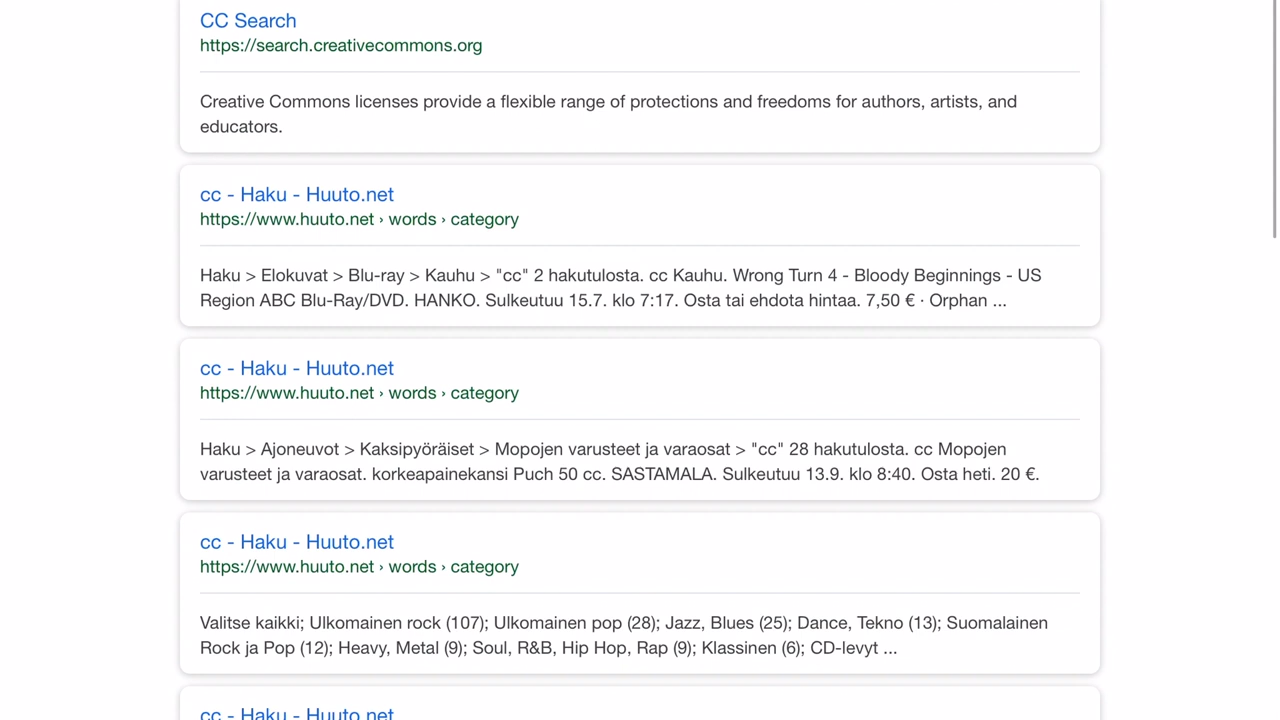 CC Search
https://search.creativecommons.org
Creative Commons licenses provide a flexible range of protections and freedoms for authors, artists, and
educators.
cc - Haku - Huuto.net
https://www.huuto.net › words › category
Haku > Elokuvat > Blu-ray > Kauhu > "cc" 2 hakutulosta. cc Kauhu. Wrong Turn 4 - Bloody Beginnings - US
Region ABC Blu-Ray/DVD. HANKO. Sulkeutuu 15.7. klo 7:17. Osta tai ehdota hintaa. 7,50 € · Orphan ...
cc - Haku - Huuto.net
https://www.huuto.net › words › category
Haku > Ajoneuvot > Kaksipyöräiset > Mopojen varusteet ja varaosat > "cc" 28 hakutulosta. cc Mopojen
varusteet ja varaosat. korkeapainekansi Puch 50 cc. SASTAMALA. Sulkeutuu 13.9. klo 8:40. Osta heti. 20 €.
cc - Haku - Huuto.net
https://www.huuto.net › words › category
Valitse kaikki; Ulkomainen rock (107); Ulkomainen pop (28); Jazz, Blues (25); Dance, Tekno (13); Suomalainen
Rock ja Pop (12); Heavy, Metal (9); Soul, R&B, Hip Hop, Rap (9); Klassinen (6); CD-levyt ...
cc - Haku - Huuto.net